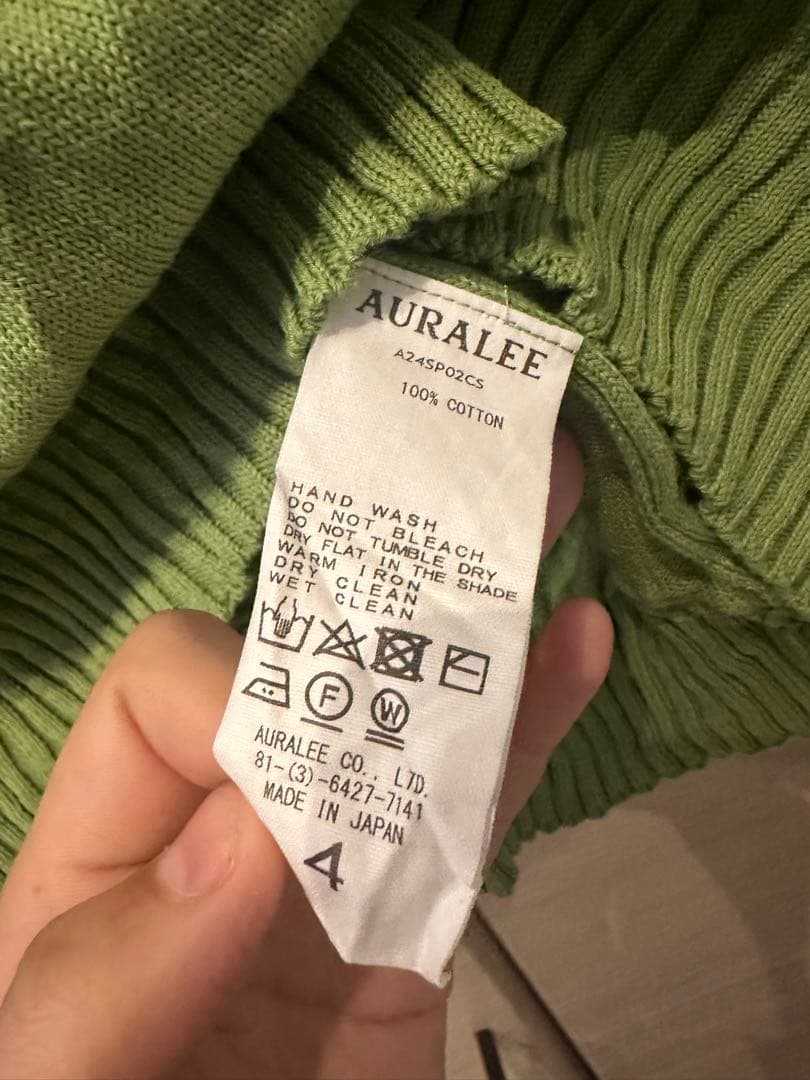 AURALEE
A24SP02CS
100% COTTON
HAND WASH
DO NOT BLEACH
DO NOT TUMBLE DRY
DRY FLAT IN THE SHADE
WARM IRON
DRY CLEAN
WET CLEAN
F W
AURALEE CO., LTD.
81-(3)-6427-7141
MADE IN JAPAN
4